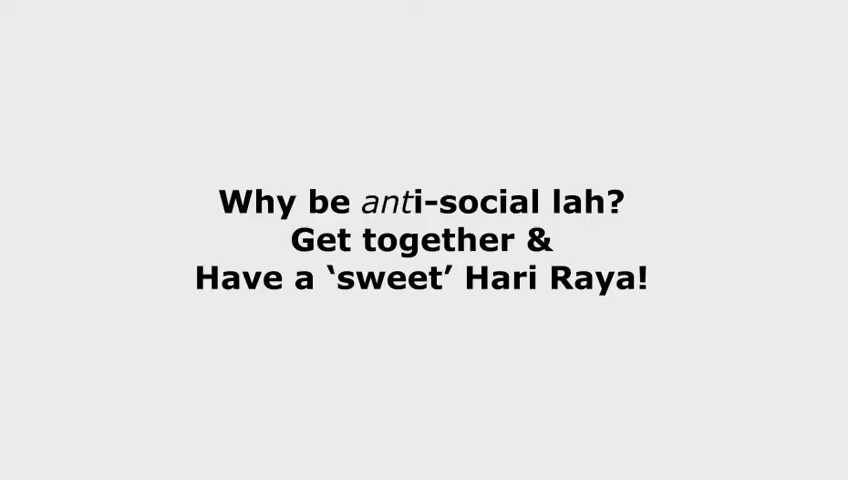 Why be anti-social lah?
Get together &
Have a ‘sweet’ Hari Raya!